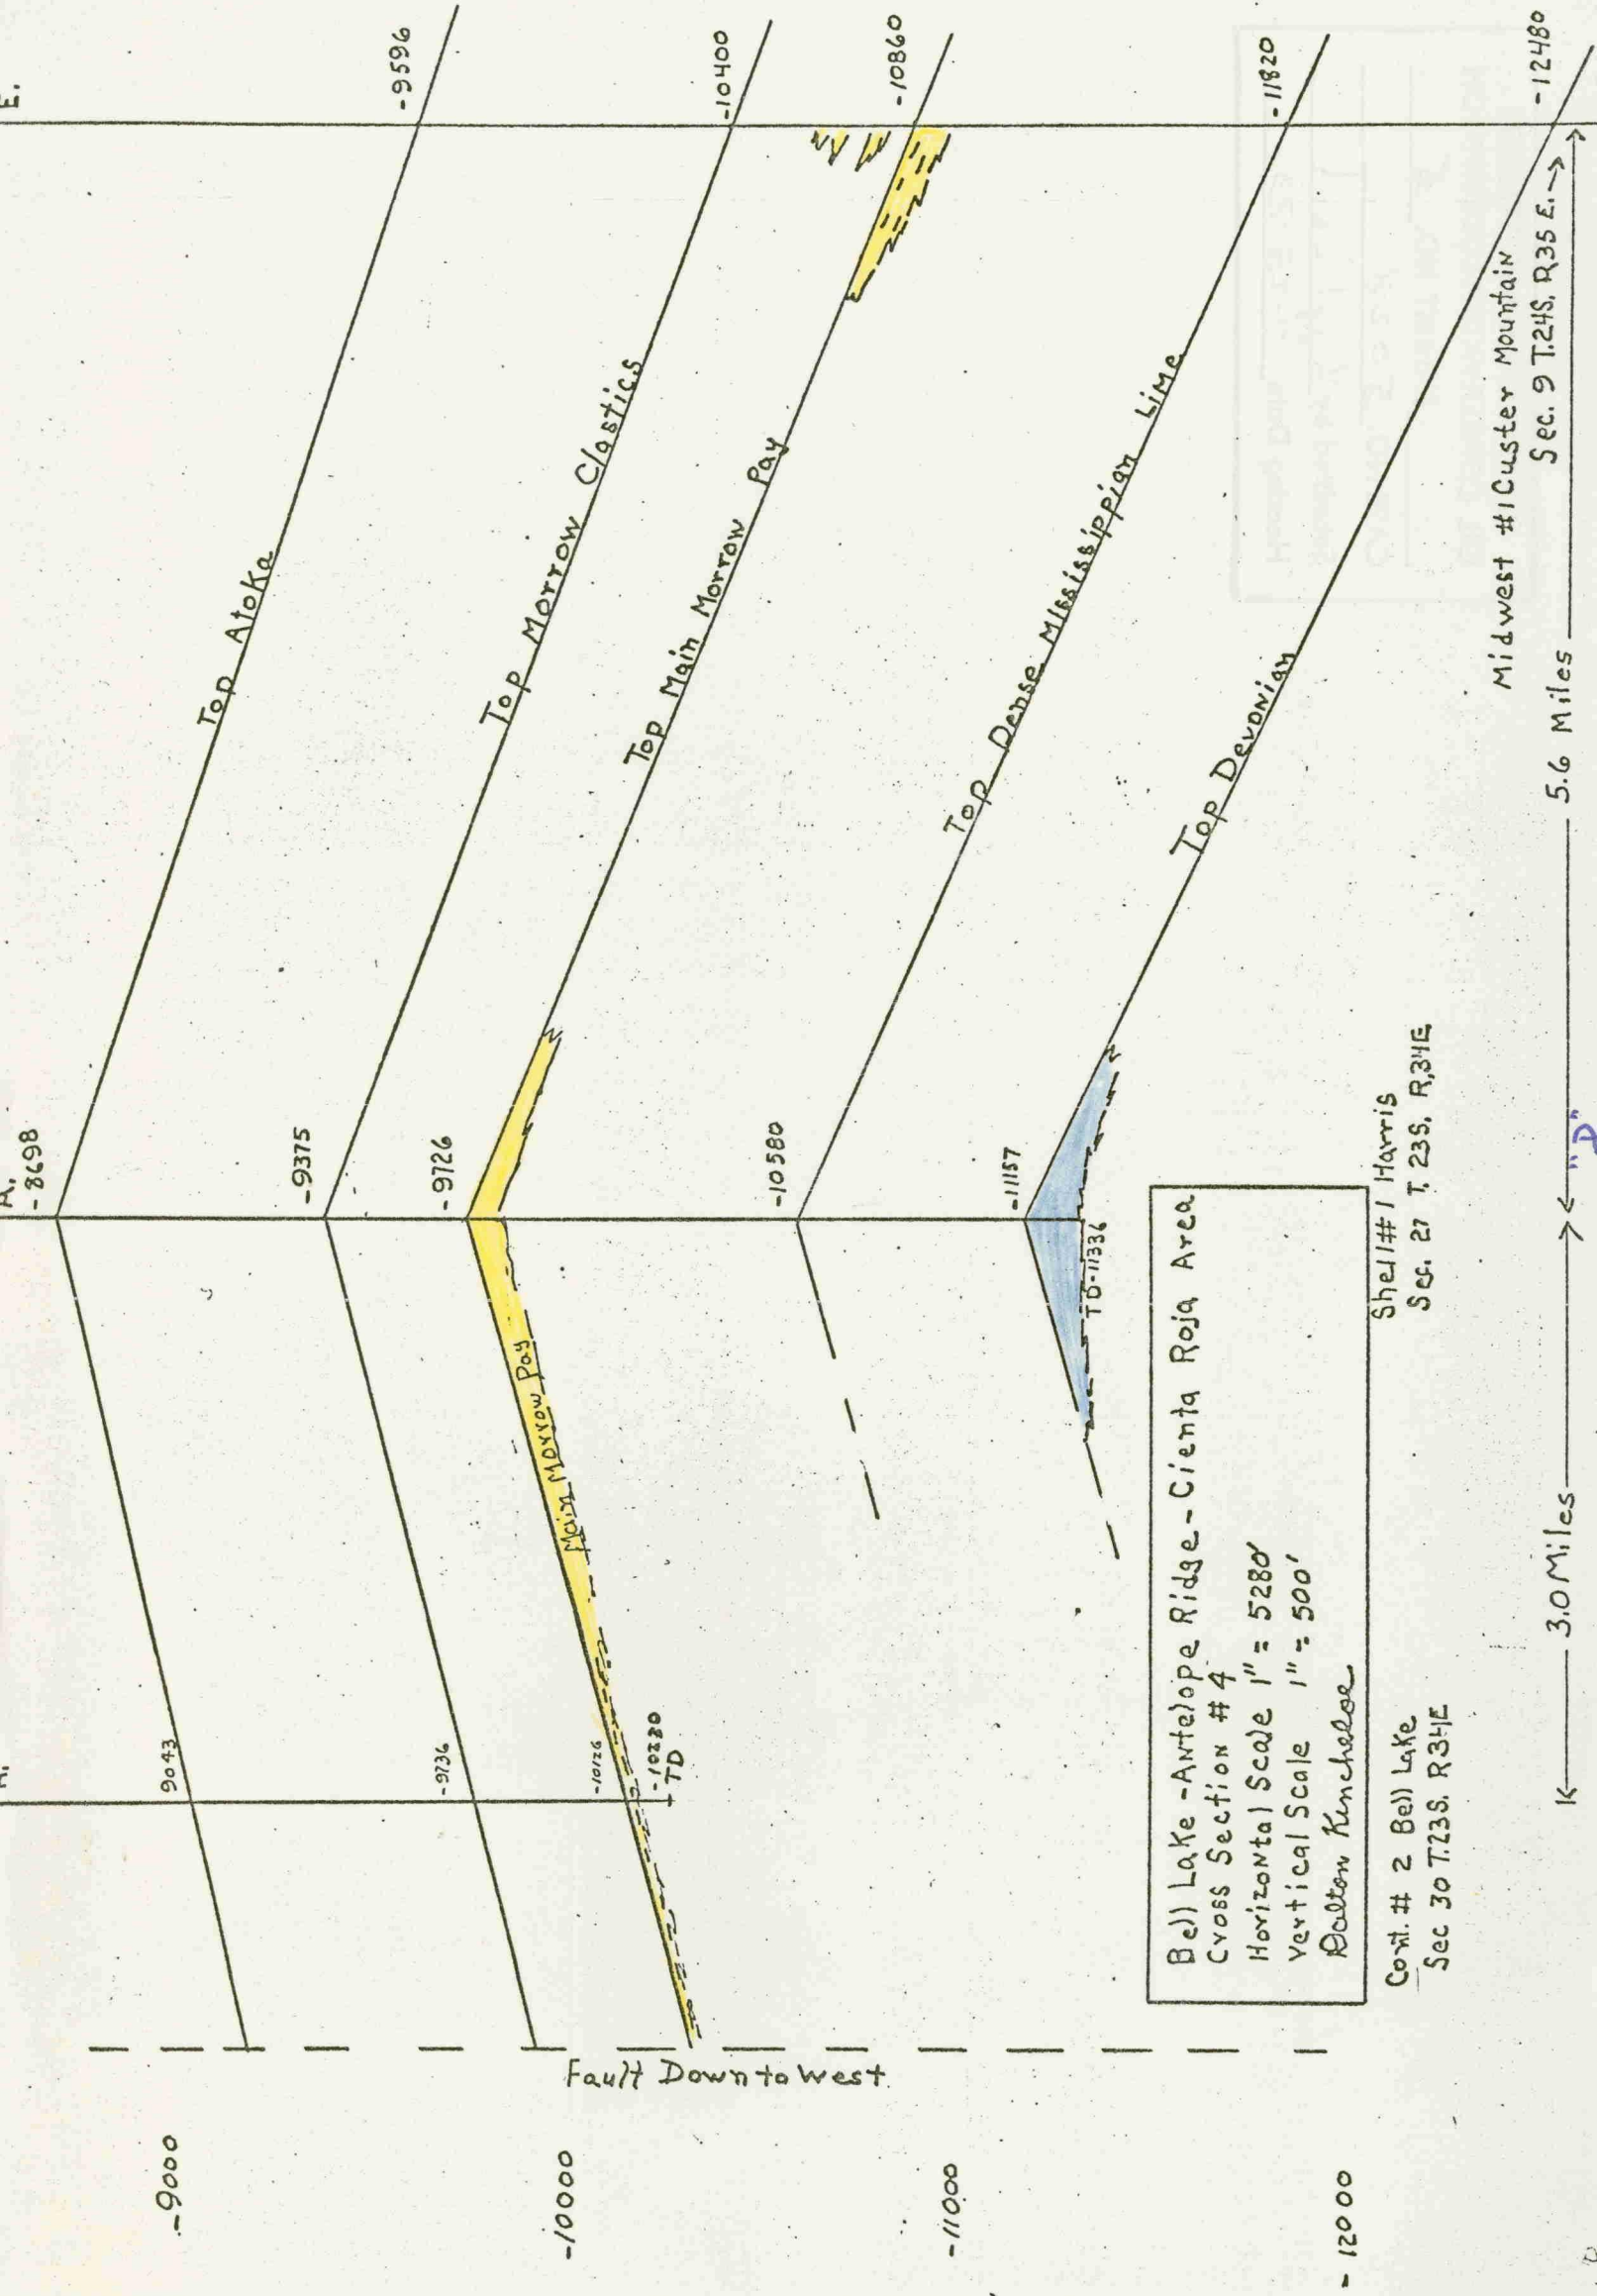 A.
A.
E.
-8698
9043
-9596
-9000
Top Atoka
-9375
-9736
-10400
Top Morrow Clastics
-9726
-10126
-10860
Top Main Morrow Pay
Main Morrow Pay
-10000
-10230
TD
-10580
-11820
Top Dense Mississippian Lime
Fault Down to West
-11000
-11157
-12480
Top Devonian
TD-11336
-12000
Bell Lake - Antelope Ridge - Cienta Roja Area
Cross Section #4
Horizontal Scale 1" = 5280'
Vertical Scale 1" = 500'
Dalton Kincheloe
Cont. # 2 Bell Lake
Sec 30 T.23S. R34E
Shell #1 Harris
Sec. 27 T. 23S. R,34E
Midwest #1 Custer Mountain
Sec. 9 T.24S. R,35 E.
3.0 Miles
5.6 Miles
"D"